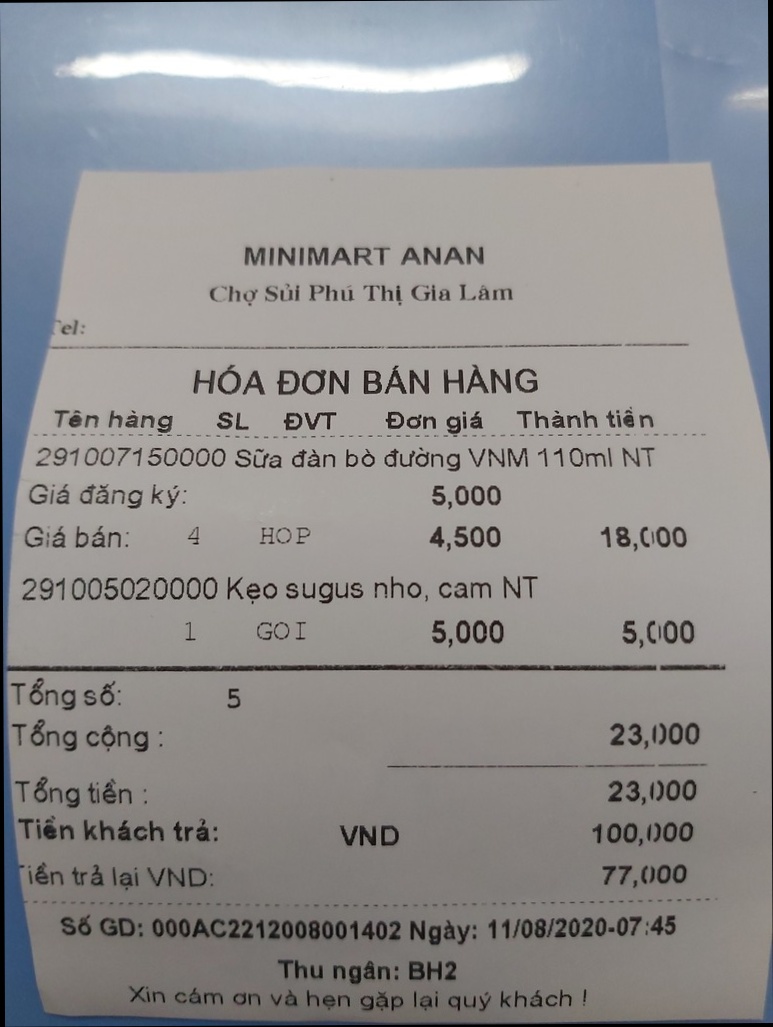 MINIMART ANAN
Chợ Sủi Phú Thị Gia Lâm
Tel:
HÓA ĐƠN BÁN HÀNG
Tên hàng SL ĐVT Đơn giá Thành tiền
291007150000 Sữa đàn bò đường VNM 110ml NT
Giá đăng ký: 5,000
Giá bán: 4 HOP 4,500 18,000
291005020000 Kẹo sugus nho, cam NT
1 GOI 5,000 5,000
Tổng số: 5
Tổng cộng : 23,000
Tổng tiền : 23,000
Tiền khách trả: VND 100,000
Tiền trả lại VND: 77,000
Số GD: 000AC2212008001402 Ngày: 11/08/2020-07:45
Thu ngân: BH2
Xin cám ơn và hẹn gặp lại quý khách !